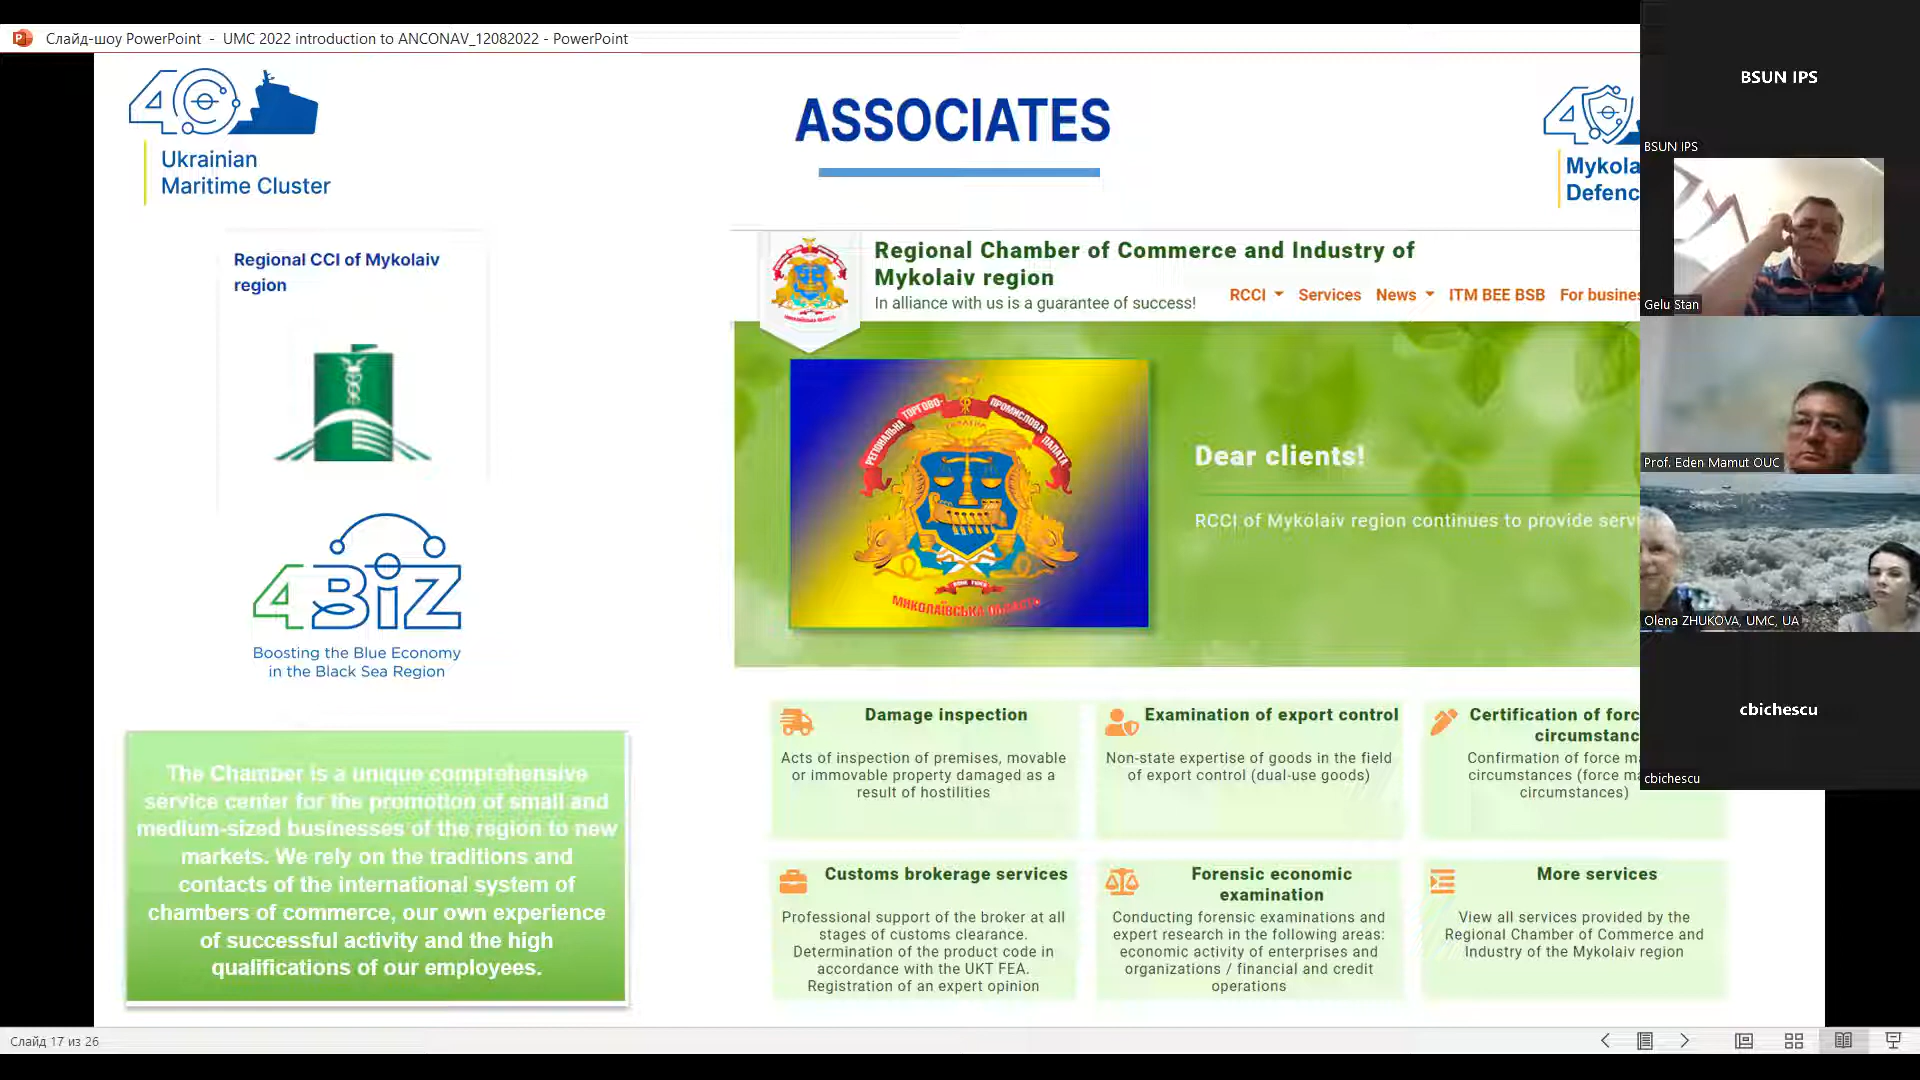 Слайд-шоу PowerPoint - UMC 2022 introduction to ANCONAV_12082022 - PowerPoint
40
Ukrainian
Maritime Cluster
ASSOCIATES
40
Mykola
Defenc
Regional CCI of Mykolaiv
region
4BiZ
Boosting the Blue Economy
in the Black Sea Region
The Chamber is a unique comprehensive
service center for the promotion of small and
medium-sized businesses of the region to new
markets. We rely on the traditions and
contacts of the international system of
chambers of commerce, our own experience
of successful activity and the high
qualifications of our employees.
Regional Chamber of Commerce and Industry of
Mykolaiv region
In alliance with us is a guarantee of success!
RCCI Services News ITM BEE BSB For busines
РЕГІОНАЛЬНА ТОРГОВО-ПРОМИСЛОВА ПАЛАТА
МИКОЛАЇВСЬКА ОБЛАСТЬ
Dear clients!
RCCI of Mykolaiv region continues to provide serv
Damage inspection
Acts of inspection of premises, movable
or immovable property damaged as a
result of hostilities
Examination of export control
Non-state expertise of goods in the field
of export control (dual-use goods)
Certification of forc
circumstanc
Confirmation of force m
circumstances (force m
circumstances)
Customs brokerage services
Professional support of the broker at all
stages of customs clearance.
Determination of the product code in
accordance with the UKT FEA.
Registration of an expert opinion
Forensic economic
examination
Conducting forensic examinations and
expert research in the following areas:
economic activity of enterprises and
organizations / financial and credit
operations
More services
View all services provided by the
Regional Chamber of Commerce and
Industry of the Mykolaiv region
BSUN IPS
BSUN IPS
Gelu Stan
Prof. Eden Mamut OUC
Olena ZHUKOVA, UMC, UA
cbichescu
cbichescu
Слайд 17 из 26